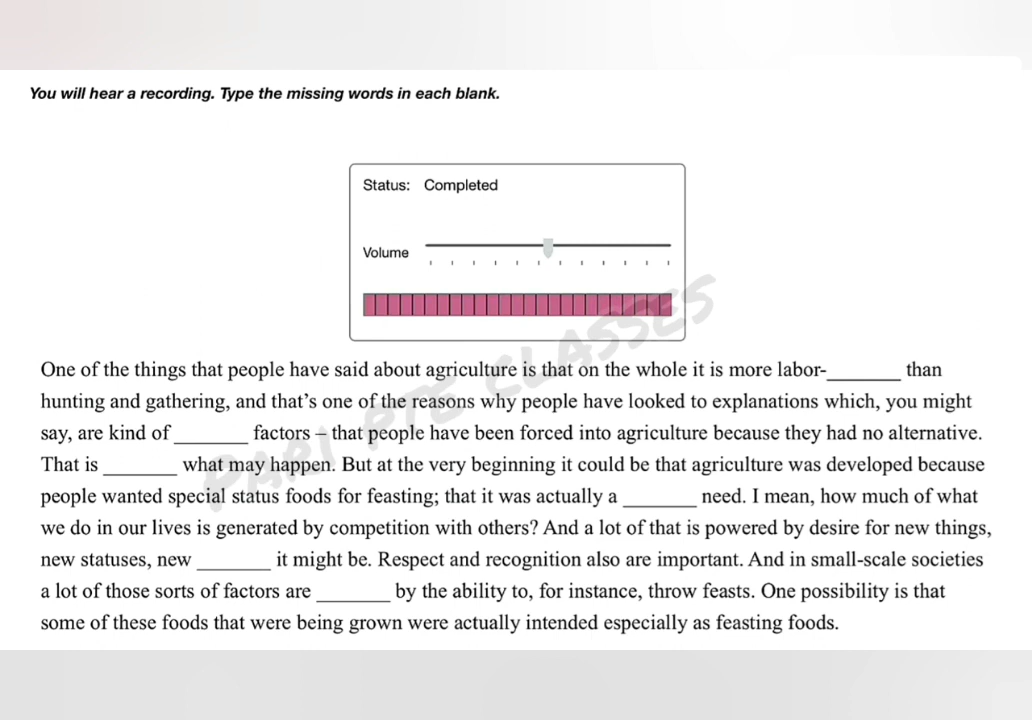 You will hear a recording. Type the missing words in each blank.
Status: Completed
Volume
PARI PTE CLASSES
One of the things that people have said about agriculture is that on the whole it is more labor-________ than
hunting and gathering, and that’s one of the reasons why people have looked to explanations which, you might
say, are kind of ________ factors – that people have been forced into agriculture because they had no alternative.
That is ________ what may happen. But at the very beginning it could be that agriculture was developed because
people wanted special status foods for feasting; that it was actually a ________ need. I mean, how much of what
we do in our lives is generated by competition with others? And a lot of that is powered by desire for new things,
new statuses, new ________ it might be. Respect and recognition also are important. And in small-scale societies
a lot of those sorts of factors are ________ by the ability to, for instance, throw feasts. One possibility is that
some of these foods that were being grown were actually intended especially as feasting foods.